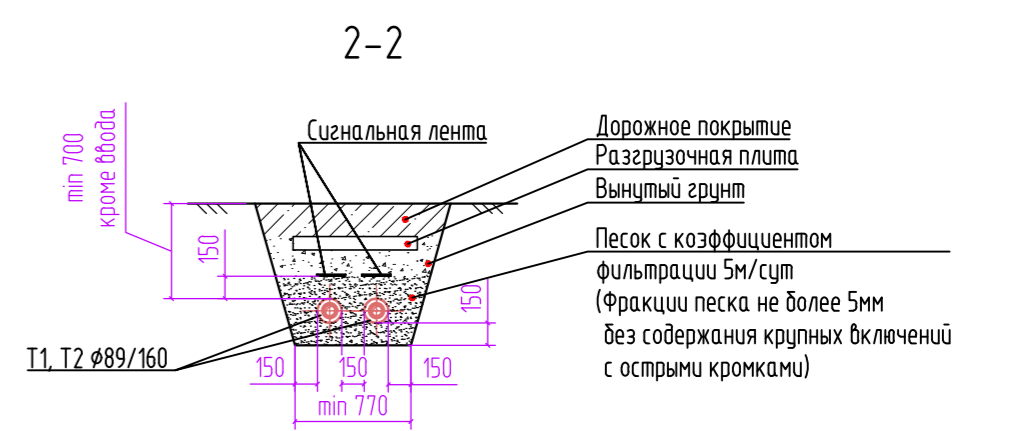 2-2
min 700
кроме ввода
Сигнальная лента
Дорожное покрытие
Разгрузочная плита
Вынутый грунт
Песок с коэффициентом
фильтрации 5м/сут
(Фракции песка не более 5мм
без содержания крупных включений
с острыми кромками)
150
150
Т1, Т2 Ø89/160
150
150
150
min 770